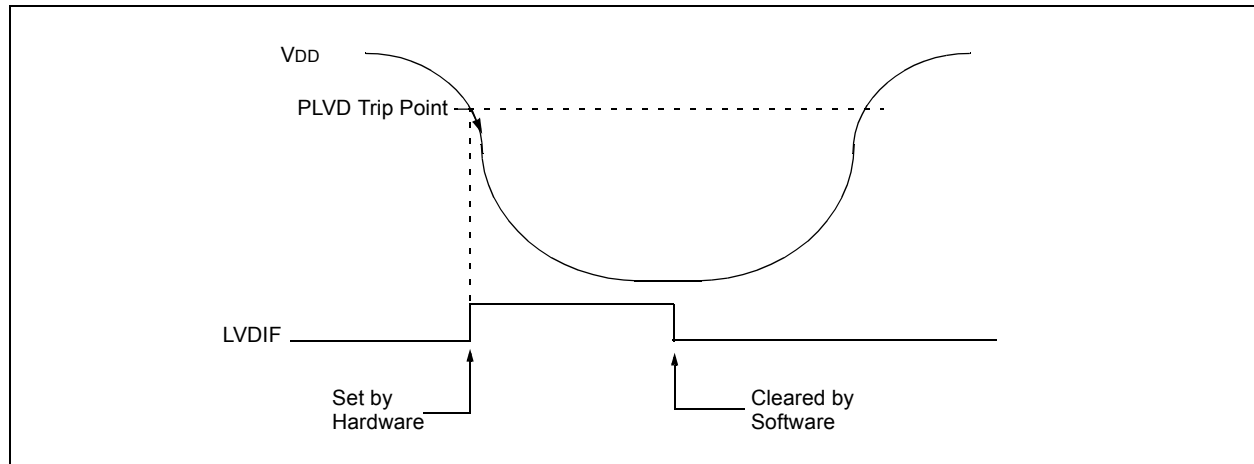 VDD
PLVD Trip Point
LVDIF
Set by
Hardware
Cleared by
Software